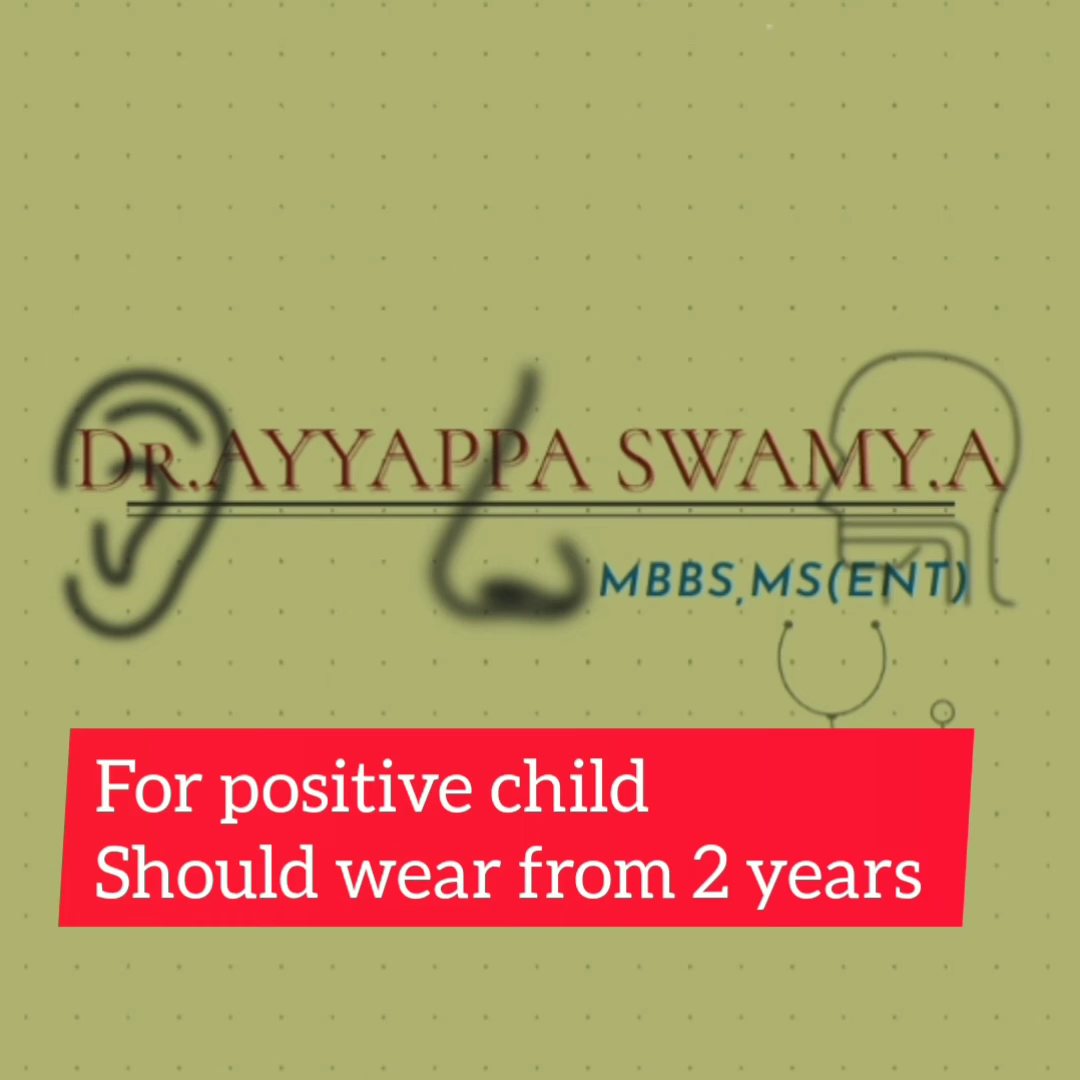 Dr.AYYAPPA SWAMY.A
MBBS,MS(ENT)
For positive child
Should wear from 2 years